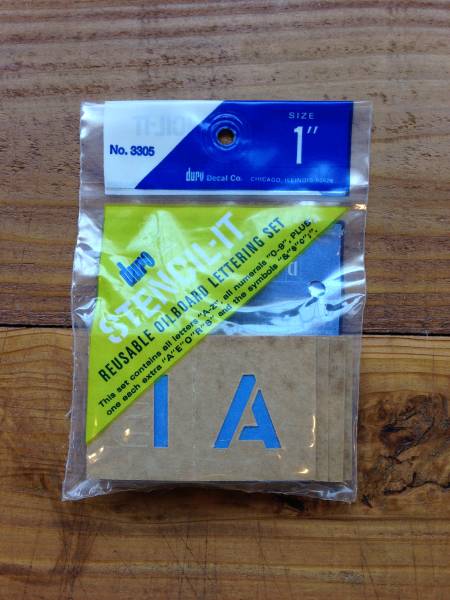 SIZE
1"
No. 3305
duro Decal Co. CHICAGO, ILLINOIS
duro
STENCIL-IT
REUSABLE OILBOARD LETTERING SET
This set contains all letters "A-Z", all numerals "0-9", PLUS
one each extra "A" "E" "O" "R" "S" and the symbols
I A